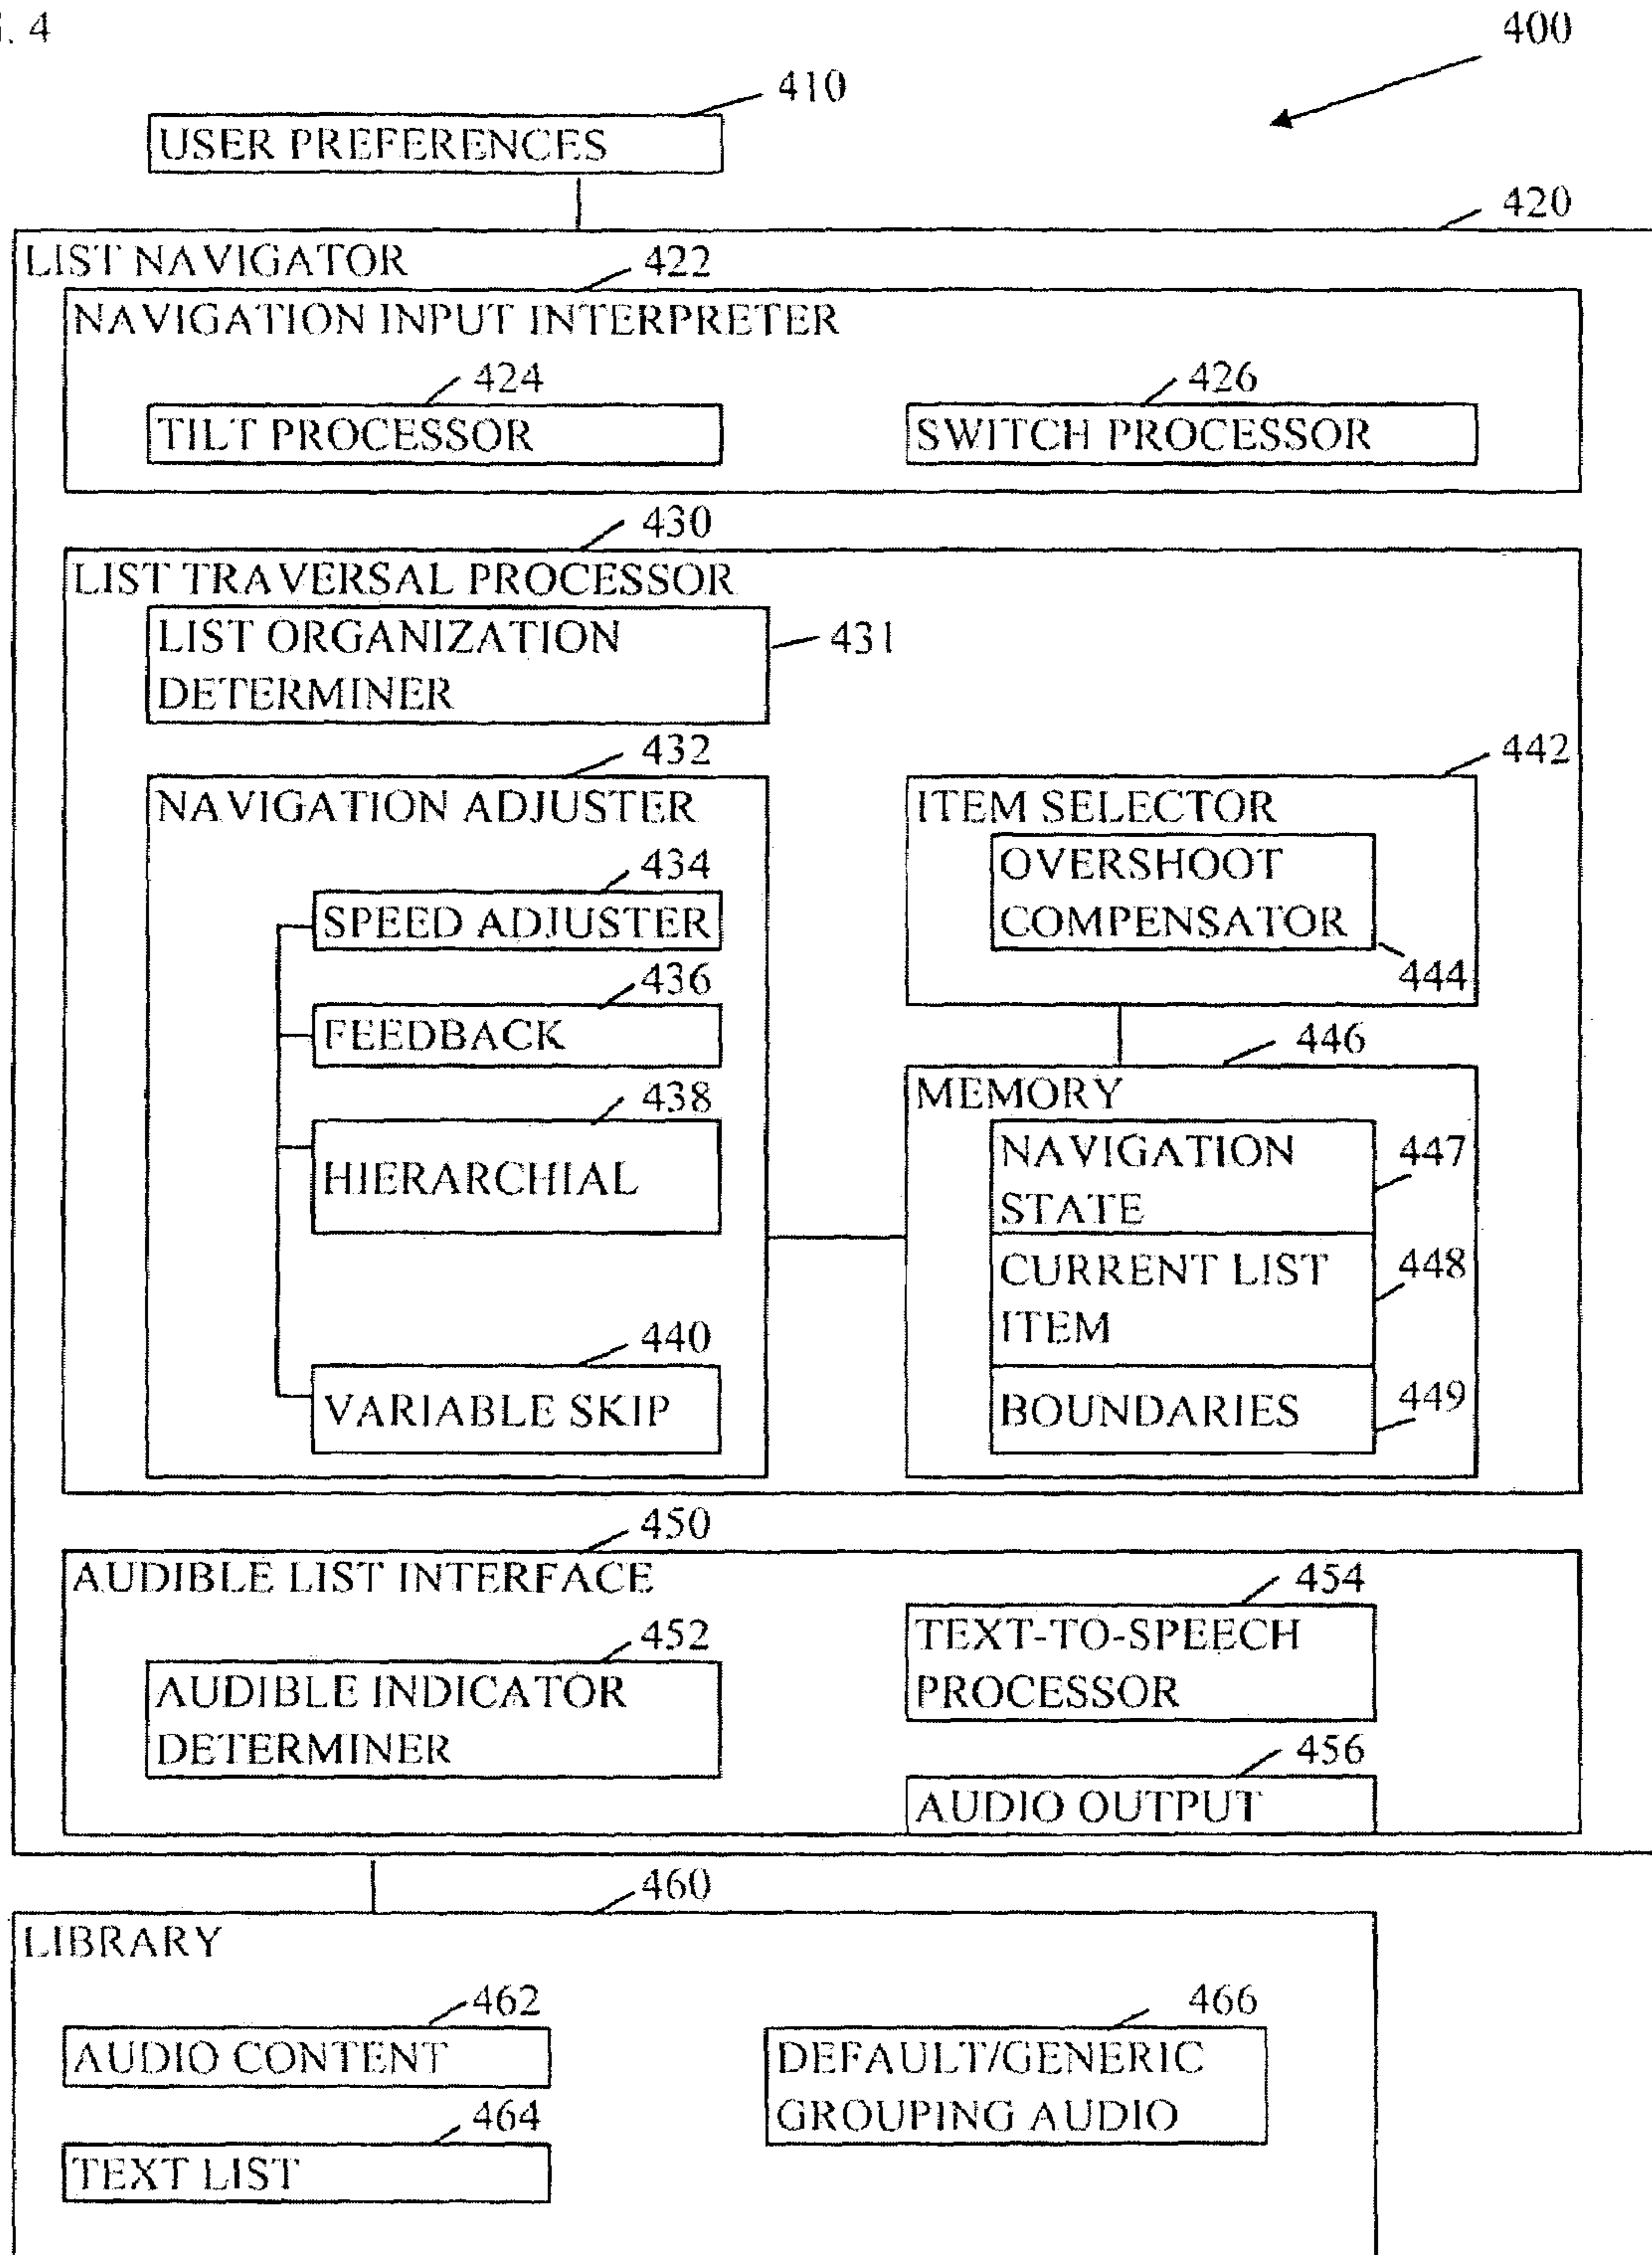 . 4
400
410
USER PREFERENCES
420
LIST NAVIGATOR
422
NAVIGATION INPUT INTERPRETER
424
TILT PROCESSOR
426
SWITCH PROCESSOR
430
LIST TRAVERSAL PROCESSOR
LIST ORGANIZATION
DETERMINER
431
432
NAVIGATION ADJUSTER
434
SPEED ADJUSTER
436
FEEDBACK
438
HIERARCHIAL
440
VARIABLE SKIP
442
ITEM SELECTOR
OVERSHOOT
COMPENSATOR
444
446
MEMORY
NAVIGATION
STATE
447
CURRENT LIST
ITEM
448
BOUNDARIES
449
450
AUDIBLE LIST INTERFACE
452
AUDIBLE INDICATOR
DETERMINER
454
TEXT-TO-SPEECH
PROCESSOR
456
AUDIO OUTPUT
460
LIBRARY
462
AUDIO CONTENT
464
TEXT LIST
466
DEFAULT/GENERIC
GROUPING AUDIO